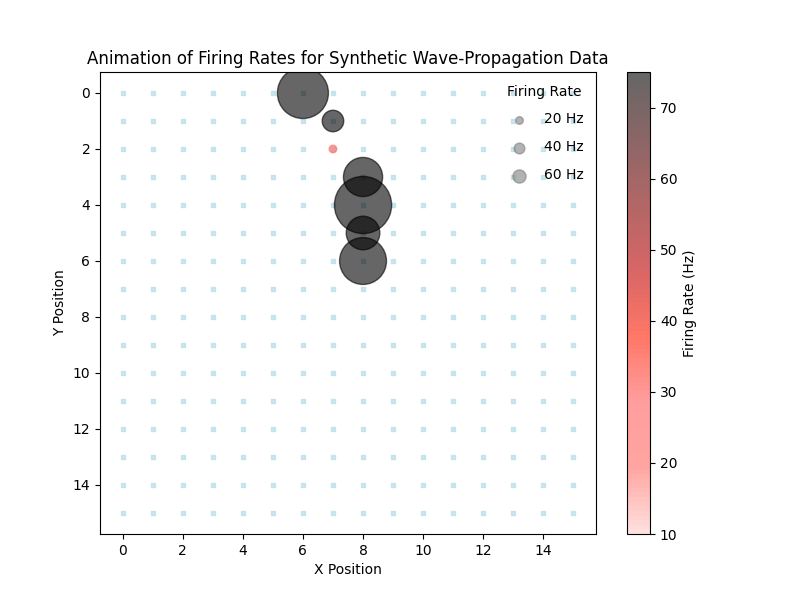 Animation of Firing Rates for Synthetic Wave-Propagation Data
Firing Rate
20 Hz
40 Hz
60 Hz
0
2
4
6
8
10
12
14
Y Position
0
2
4
6
8
10
12
14
X Position
70
60
50
40
30
20
10
Firing Rate (Hz)